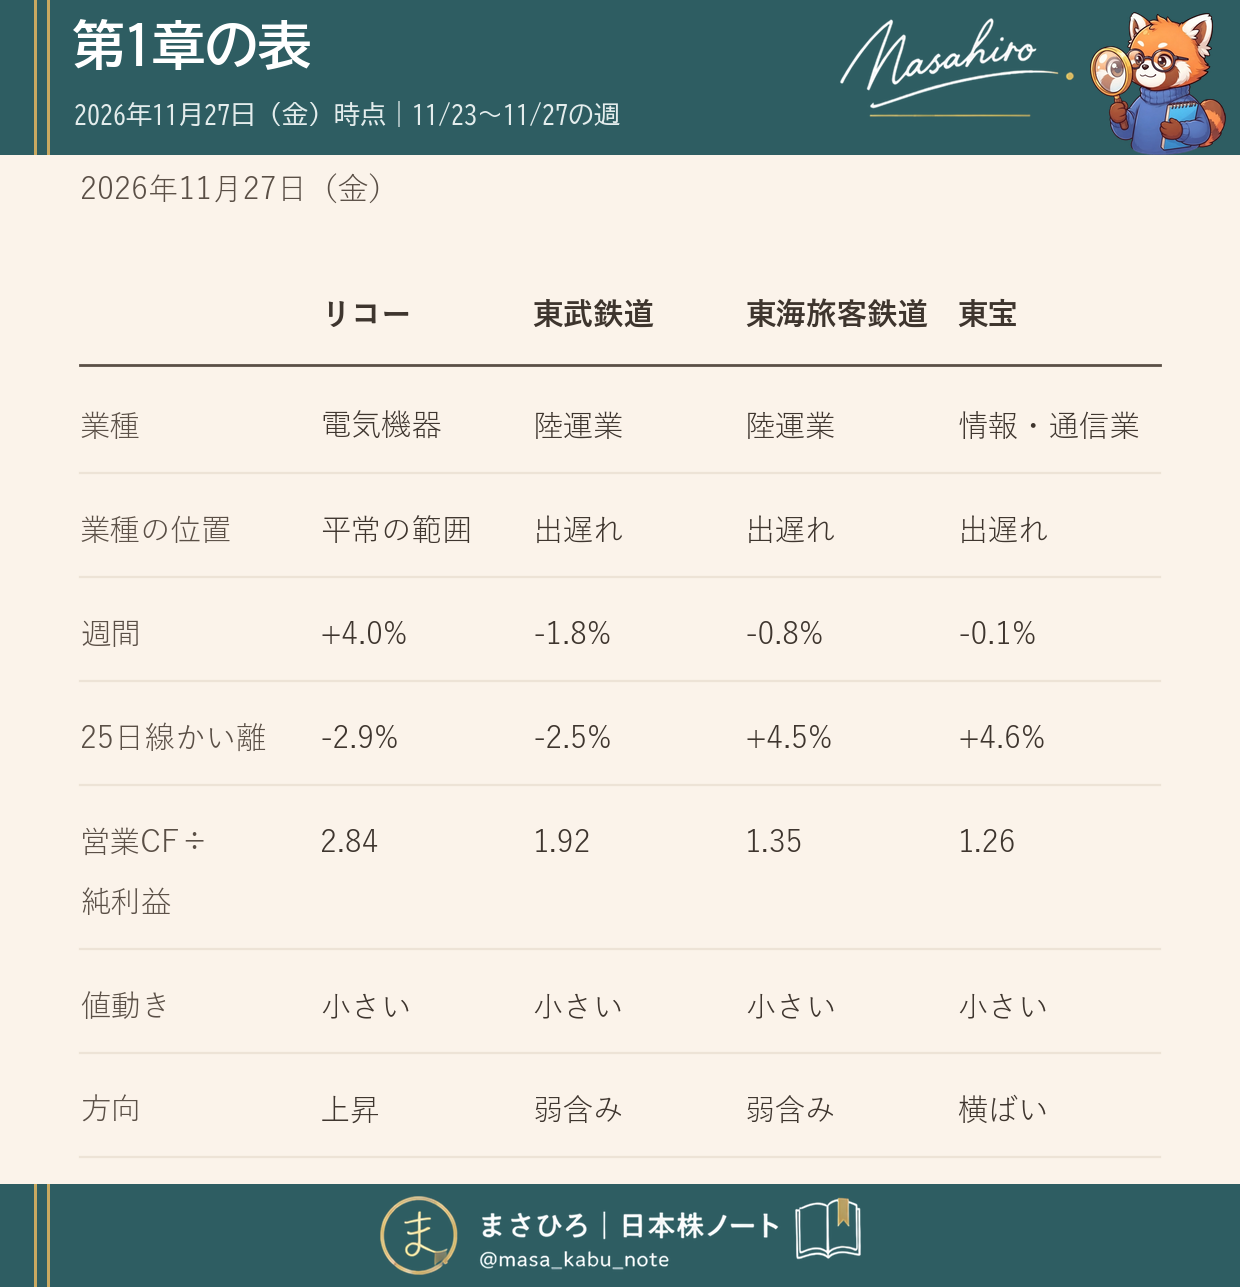 第1章の表
2026年11月27日（金）時点｜11/23〜11/27の週
Masahiro
2026年11月27日（金）
リコー 東武鉄道 東海旅客鉄道 東宝
業種 電気機器 陸運業 陸運業 情報・通信業
業種の位置 平常の範囲 出遅れ 出遅れ 出遅れ
週間 +4.0% -1.8% -0.8% -0.1%
25日線かい離 -2.9% -2.5% +4.5% +4.6%
営業CF÷ 2.84 1.92 1.35 1.26
純利益
値動き 小さい 小さい 小さい 小さい
方向 上昇 弱含み 弱含み 横ばい
ま
まさひろ｜日本株ノート
@masa_kabu_note